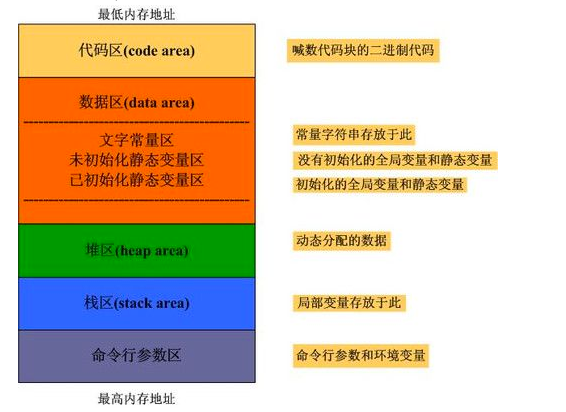 最低内存地址
代码区(code area)
喊数代码块的二进制代码
数据区(data area)
文字常量区
常量字符串存放于此
未初始化静态变量区
没有初始化的全局变量和静态变量
已初始化静态变量区
初始化的全局变量和静态变量
堆区(heap area)
动态分配的数据
栈区(stack area)
局部变量存放于此
命令行参数区
命令行参数和环境变量
最高内存地址